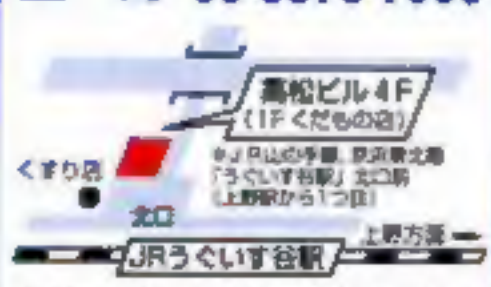 高松ビル4F
(1Fくだもの店)
※JR山の手線、京浜東北線
「うぐいす谷駅」北口前
(上野駅から1つ目)
くすり店
北口
上野方面
JRうぐいす谷駅